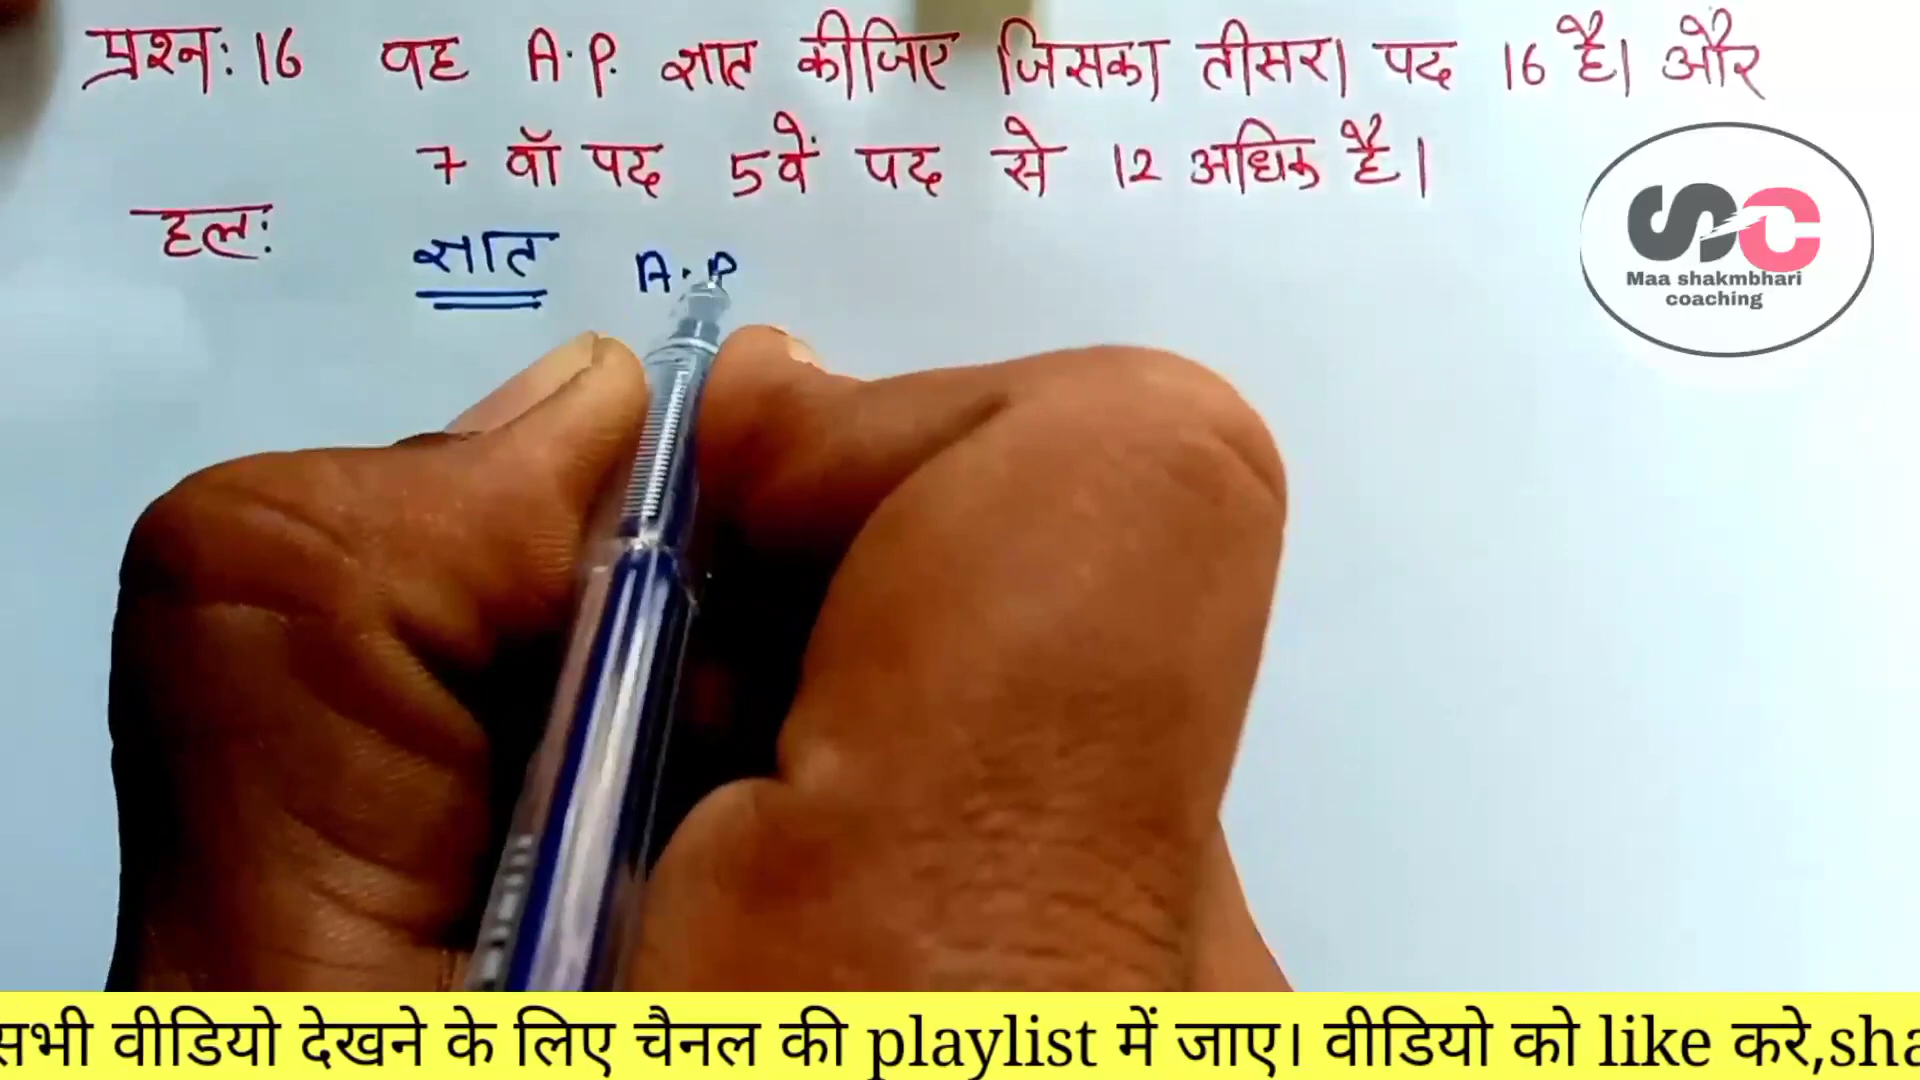 प्रश्न: 16 वह A.P. ज्ञात कीजिए जिसका तीसरा पद 16 है। और
7 वॉ पद 5वें पद से 12 अधिक है।
हल:
ज्ञात A.P
SC
Maa shakmbhari
coaching
सभी वीडियो देखने के लिए चैनल की playlist में जाए। वीडियो को like करे,sha